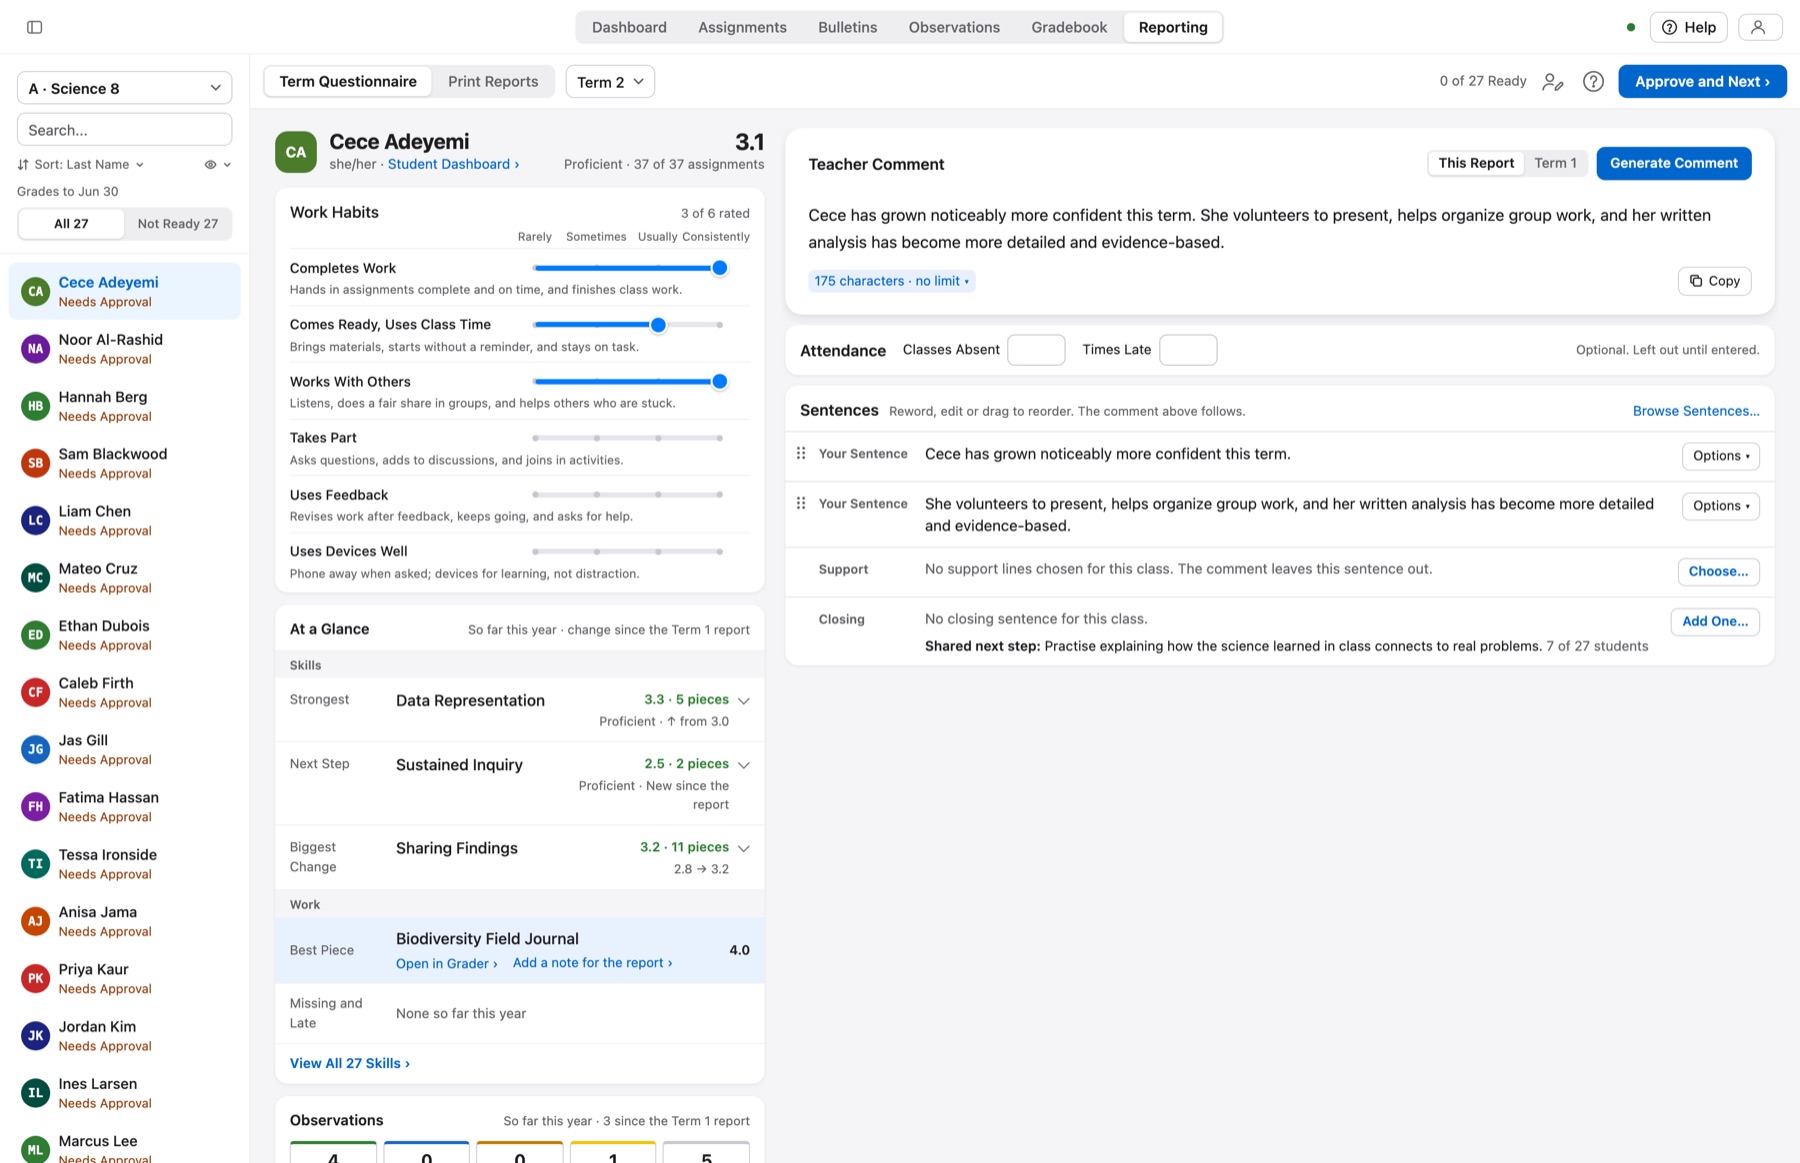 Dashboard Assignments Bulletins Observations Gradebook Reporting
Help
A · Science 8
Search...
Sort: Last Name
Grades to Jun 30
All 27 Not Ready 27
CA Cece Adeyemi
Needs Approval
NA Noor Al-Rashid
Needs Approval
HB Hannah Berg
Needs Approval
SB Sam Blackwood
Needs Approval
LC Liam Chen
Needs Approval
MC Mateo Cruz
Needs Approval
ED Ethan Dubois
Needs Approval
CF Caleb Firth
Needs Approval
JG Jas Gill
Needs Approval
FH Fatima Hassan
Needs Approval
TI Tessa Ironside
Needs Approval
AJ Anisa Jama
Needs Approval
PK Priya Kaur
Needs Approval
JK Jordan Kim
Needs Approval
IL Ines Larsen
Needs Approval
ML Marcus Lee
Needs Approval
Term Questionnaire Print Reports Term 2
0 of 27 Ready
Approve and Next ›
CA
Cece Adeyemi 3.1
she/her · Student Dashboard › Proficient · 37 of 37 assignments
Work Habits 3 of 6 rated
Rarely Sometimes Usually Consistently
Completes Work
Hands in assignments complete and on time, and finishes class work.
Comes Ready, Uses Class Time
Brings materials, starts without a reminder, and stays on task.
Works With Others
Listens, does a fair share in groups, and helps others who are stuck.
Takes Part
Asks questions, adds to discussions, and joins in activities.
Uses Feedback
Revises work after feedback, keeps going, and asks for help.
Uses Devices Well
Phone away when asked; devices for learning, not distraction.
At a Glance So far this year · change since the Term 1 report
Skills
Strongest Data Representation 3.3 · 5 pieces
Proficient · ↑ from 3.0
Next Step Sustained Inquiry 2.5 · 2 pieces
Proficient · New since the
report
Biggest
Change
Sharing Findings 3.2 · 11 pieces
2.8 → 3.2
Work
Best Piece
Biodiversity Field Journal 4.0
Open in Grader › Add a note for the report ›
Missing and
Late
None so far this year
View All 27 Skills ›
Observations So far this year · 3 since the Term 1 report
4 0 0 1 5
Teacher Comment
This Report Term 1 Generate Comment
Cece has grown noticeably more confident this term. She volunteers to present, helps organize group work, and her written
analysis has become more detailed and evidence-based.
175 characters · no limit
Copy
Attendance Classes Absent Times Late Optional. Left out until entered.
Sentences Reword, edit or drag to reorder. The comment above follows. Browse Sentences...
Your Sentence Cece has grown noticeably more confident this term. Options
Your Sentence She volunteers to present, helps organize group work, and her written analysis has become more detailed
and evidence-based.
Options
Support No support lines chosen for this class. The comment leaves this sentence out. Choose...
Closing No closing sentence for this class. Add One...
Shared next step: Practise explaining how the science learned in class connects to real problems. 7 of 27 students